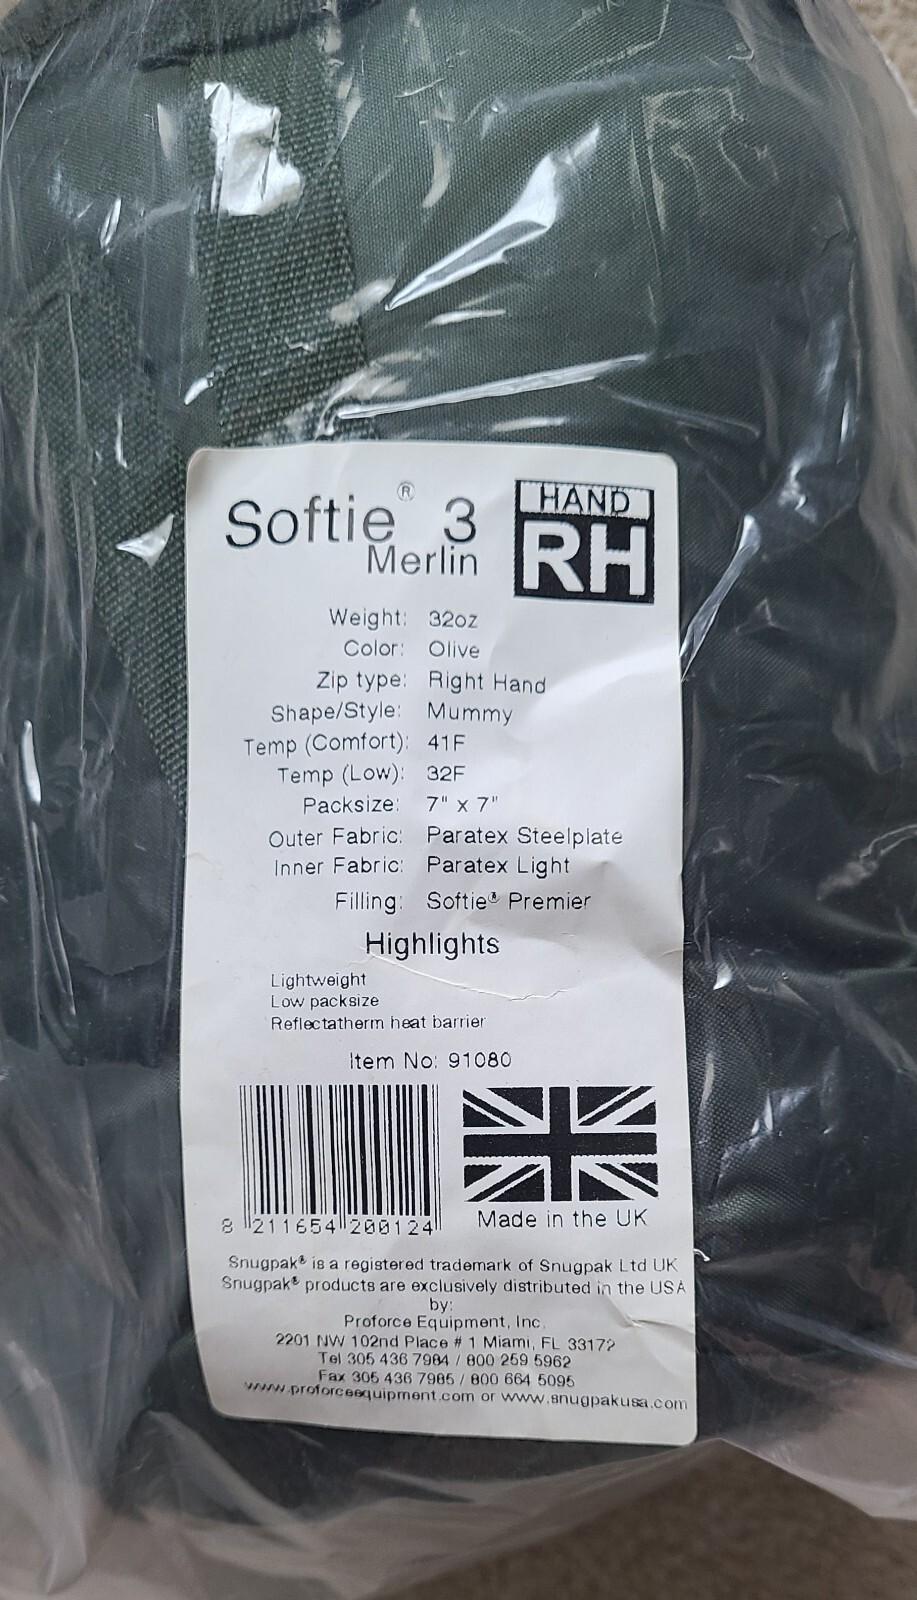 Softie® 3
Merlin
HAND
RH
Weight: 32oz
Color: Olive
Zip type: Right Hand
Shape/Style: Mummy
Temp (Comfort): 41F
Temp (Low): 32F
Packsize: 7" x 7"
Outer Fabric: Paratex Steelplate
Inner Fabric: Paratex Light
Filling: Softie® Premier
Highlights
Lightweight
Low packsize
Reflectatherm heat barrier
Item No: 91080
8 211654 200124
Made in the UK
Snugpak® is a registered trademark of Snugpak Ltd UK
Snugpak® products are exclusively distributed in the USA
by:
Proforce Equipment, Inc.
2201 NW 102nd Place # 1 Miami, FL 33172
Tel 305 436 7984 / 800 259 5962
Fax 305 436 7985 / 800 664 5095
www.proforceequipment.com or www.snugpakusa.com